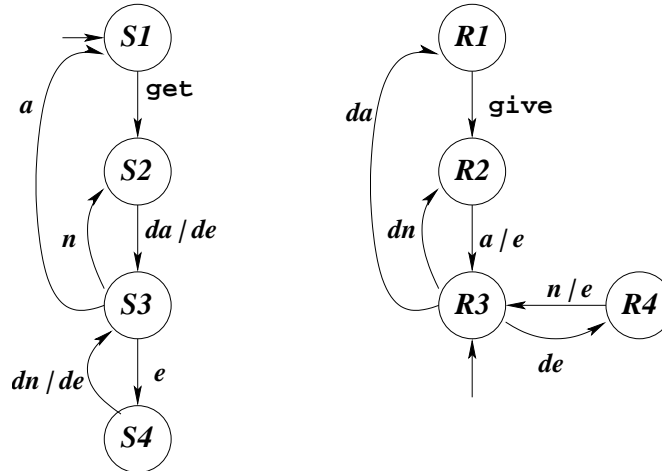 S1
a
get
S2
n
da / de
S3
dn / de
e
S4
R1
da
give
R2
dn
a / e
R3
n / e
R4
de